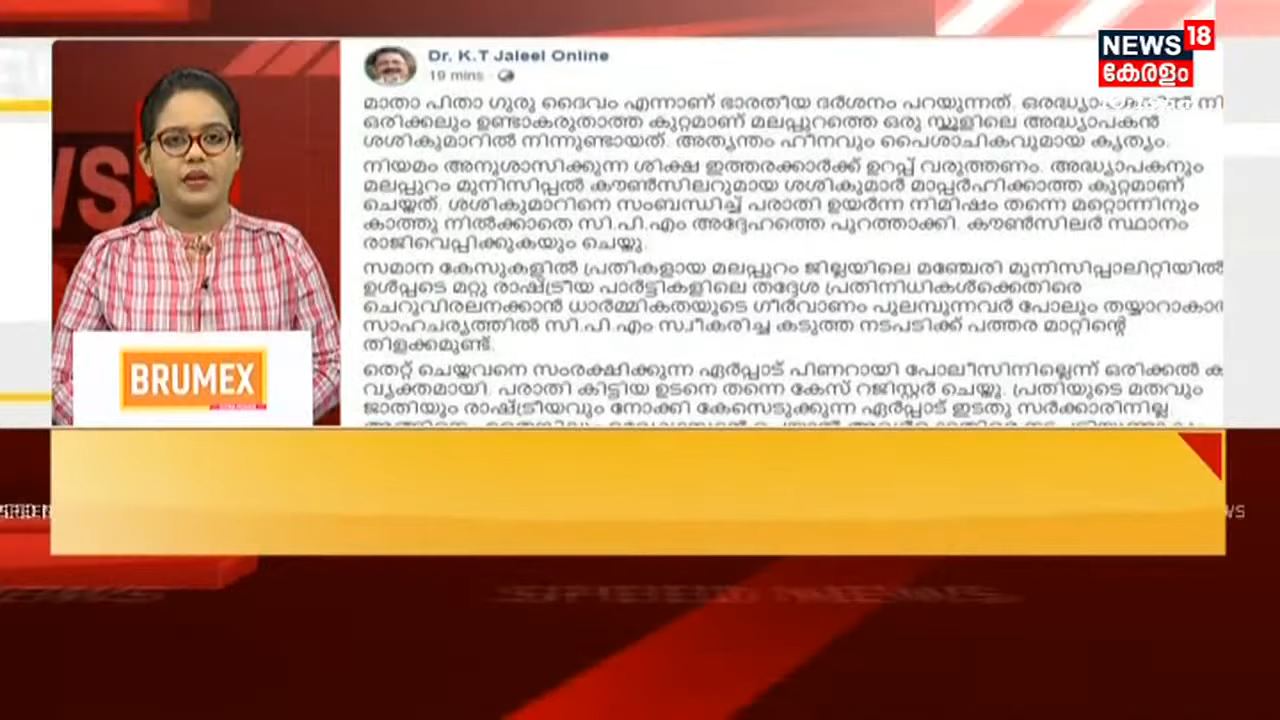 NEWS 18
കേരളം
Dr. K.T Jaleel Online
19 mins
മാതാ പിതാ ഗുരു ദൈവം എന്നാണ് ഭാരതീയ ദർശനം പറയുന്നത്. ഒരദ്ധ്യാപകനിൽ നി
ഒരിക്കലും ഉണ്ടാകരുതാത്ത കുറ്റമാണ് മലപ്പുറത്തെ ഒരു സ്കൂളിലെ അദ്ധ്യാപകൻ
ശശികുമാറിൽ നിന്നുണ്ടായത്. അത്യന്തം ഹീനവും പൈശാചികവുമായ കൃത്യം.
നിയമം അനുശാസിക്കുന്ന ശിക്ഷ ഇത്തരക്കാർക്ക് ഉറപ്പ് വരുത്തണം. അദ്ധ്യാപകനും
മലപ്പുറം മുനിസിപ്പൽ കൗൺസിലറുമായ ശശികുമാർ മാപ്പർഹിക്കാത്ത കുറ്റമാണ്
ചെയ്തത്. ശശികുമാറിനെ സംബന്ധിച്ച് പരാതി ഉയർന്ന നിമിഷം തന്നെ മറ്റൊന്നിനും
കാത്തു നിൽക്കാതെ സി.പി.എം അദ്ദേഹത്തെ പുറത്താക്കി. കൗൺസിലർ സ്ഥാനം
രാജിവെപ്പിക്കുകയും ചെയ്തു.
സമാന കേസുകളിൽ പ്രതികളായ മലപ്പുറം ജില്ലയിലെ മഞ്ചേരി മുനിസിപ്പാലിറ്റിയിൽ
ഉൾപ്പടെ മറ്റു രാഷ്ട്രീയ പാർട്ടികളിലെ തദ്ദേശ പ്രതിനിധികൾക്കെതിരെ
ചെറുവിരലനക്കാൻ ധാർമ്മികതയുടെ ഗീർവാണം പുലമ്പുന്നവർ പോലും തയ്യാറാകാത
സാഹചര്യത്തിൽ സി.പി.എം സ്വീകരിച്ച കടുത്ത നടപടിക്ക് പത്തര മാറ്റിന്റെ
തിളക്കമുണ്ട്.
തെറ്റ് ചെയ്തവനെ സംരക്ഷിക്കുന്ന ഏർപ്പാട് പിണറായി പോലീസിനില്ലെന്ന് ഒരിക്കൽ ക
വ്യക്തമായി. പരാതി കിട്ടിയ ഉടനെ തന്നെ കേസ് റജിസ്റ്റർ ചെയ്തു. പ്രതിയുടെ മതവും
ജാതിയും രാഷ്ട്രീയവും നോക്കി കേസെടുക്കുന്ന ഏർപ്പാട് ഇടതു സർക്കാരിനില്ല
BRUMEX